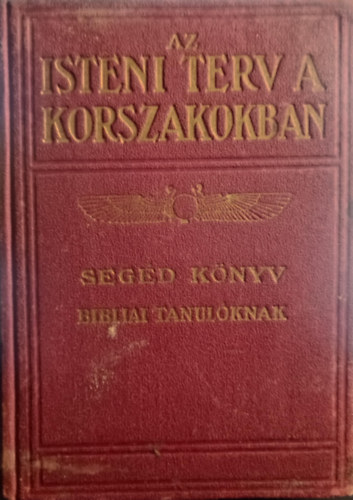 AZ
ISTENI TERV A
KORSZAKOKBAN
SEGÉD KÖNYV
BIBLIAI TANULÓKNAK